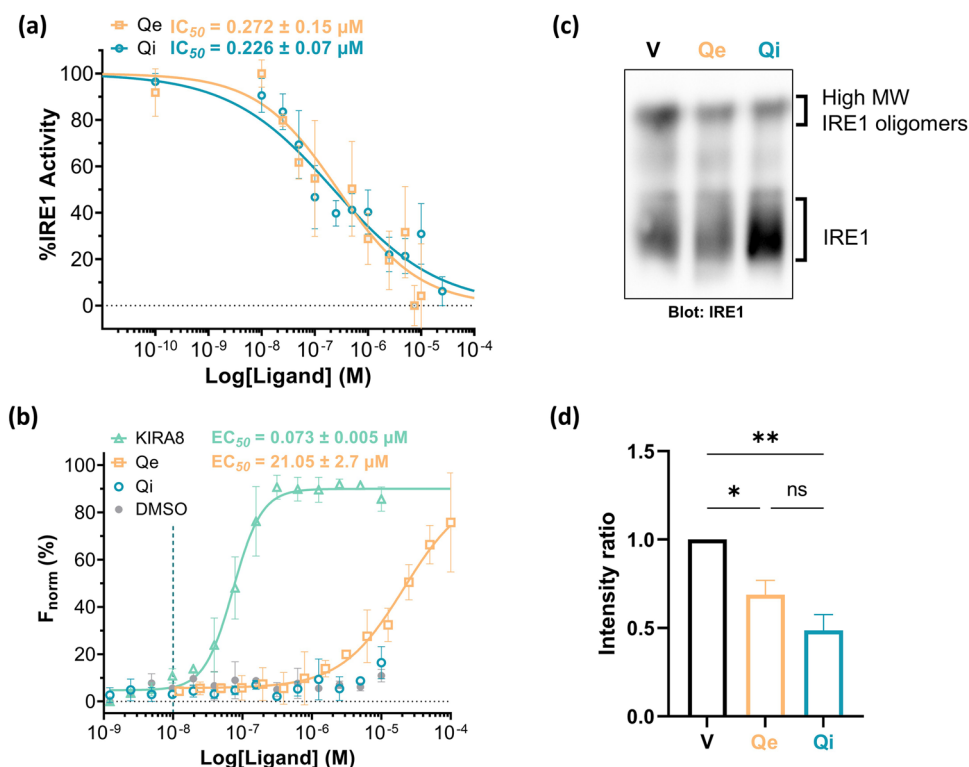 (a)
Qe IC50 = 0.272 ± 0.15 µM
Qi IC50 = 0.226 ± 0.07 µM
100
80
60
40
20
0
%IRE1 Activity
10-10 10-9 10-8 10-7 10-6 10-5 10-4
Log[Ligand] (M)
(b)
KIRA8 EC50 = 0.073 ± 0.005 µM
Qe EC50 = 21.05 ± 2.7 µM
Qi
DMSO
100
80
60
40
20
0
Fnorm (%)
10-9 10-8 10-7 10-6 10-5 10-4
Log[Ligand] (M)
(c)
V Qe Qi
High MW
IRE1 oligomers
IRE1
Blot: IRE1
(d)
1.5
1.0
0.5
0.0
Intensity ratio
**
* ns
V Qe Qi